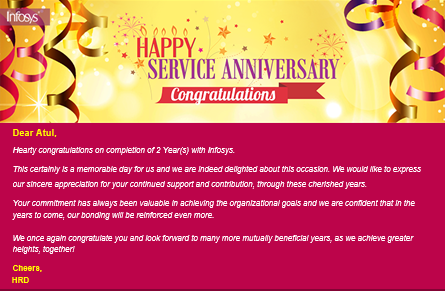 Infosys
HAPPY
SERVICE ANNIVERSARY
Congratulations
Dear Atul,
Hearty congratulations on completion of 2 Year(s) with Infosys.
This certainly is a memorable day for us and we are indeed delighted about this occasion. We would like to express
our sincere appreciation for your continued support and contribution, through these cherished years.
Your commitment has always been valuable in achieving the organizational goals and we are confident that in the
years to come, our bonding will be reinforced even more.
We once again congratulate you and look forward to many more mutually beneficial years, as we achieve greater
heights, together!
Cheers,
HRD